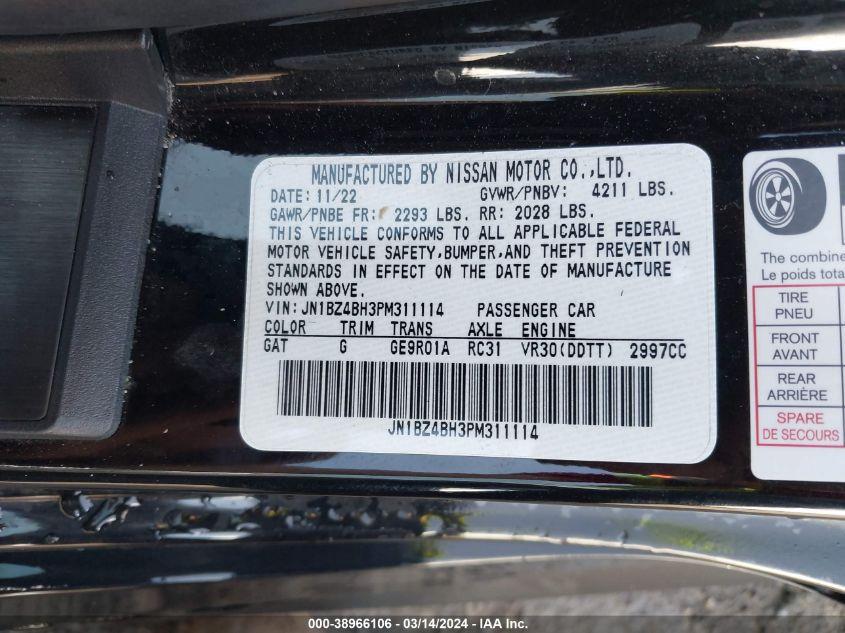 MANUFACTURED BY NISSAN MOTOR CO.,LTD.
DATE: 11/22 GVWR/PNBV: 4211 LBS.
GAWR/PNBE FR: 2293 LBS. RR: 2028 LBS.
THIS VEHICLE CONFORMS TO ALL APPLICABLE FEDERAL
MOTOR VEHICLE SAFETY,BUMPER,AND THEFT PREVENTION
STANDARDS IN EFFECT ON THE DATE OF MANUFACTURE
SHOWN ABOVE.
VIN:JN1BZ4BH3PM311114 PASSENGER CAR
COLOR TRIM TRANS AXLE ENGINE
GAT G GE9R01A RC31 VR30(DDTT) 2997CC
JN1BZ4BH3PM311114
The combine
Le poids tota
TIRE
PNEU
FRONT
AVANT
REAR
ARRIÈRE
SPARE
DE SECOURS
000-38966106 - 03/14/2024 - IAA Inc.